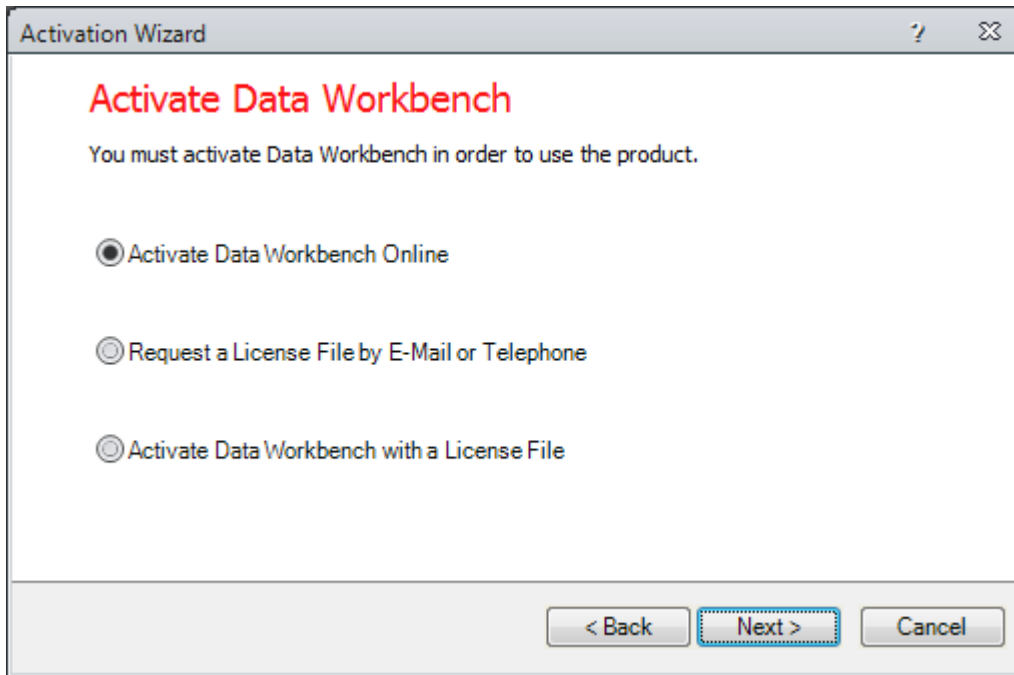 Activation Wizard
Activate Data Workbench
You must activate Data Workbench in order to use the product.
Activate Data Workbench Online
Request a License File by E-Mail or Telephone
Activate Data Workbench with a License File
< Back Next > Cancel